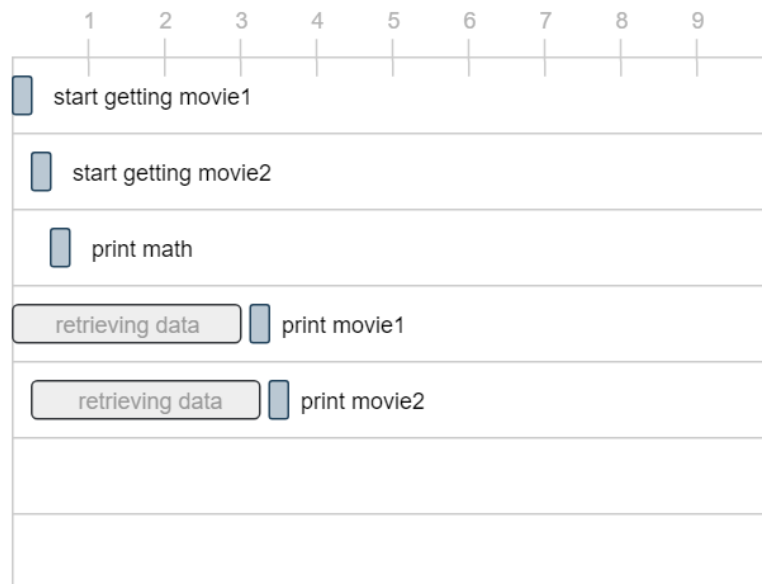 1 2 3 4 5 6 7 8 9
start getting movie1
start getting movie2
print math
retrieving data print movie1
retrieving data print movie2